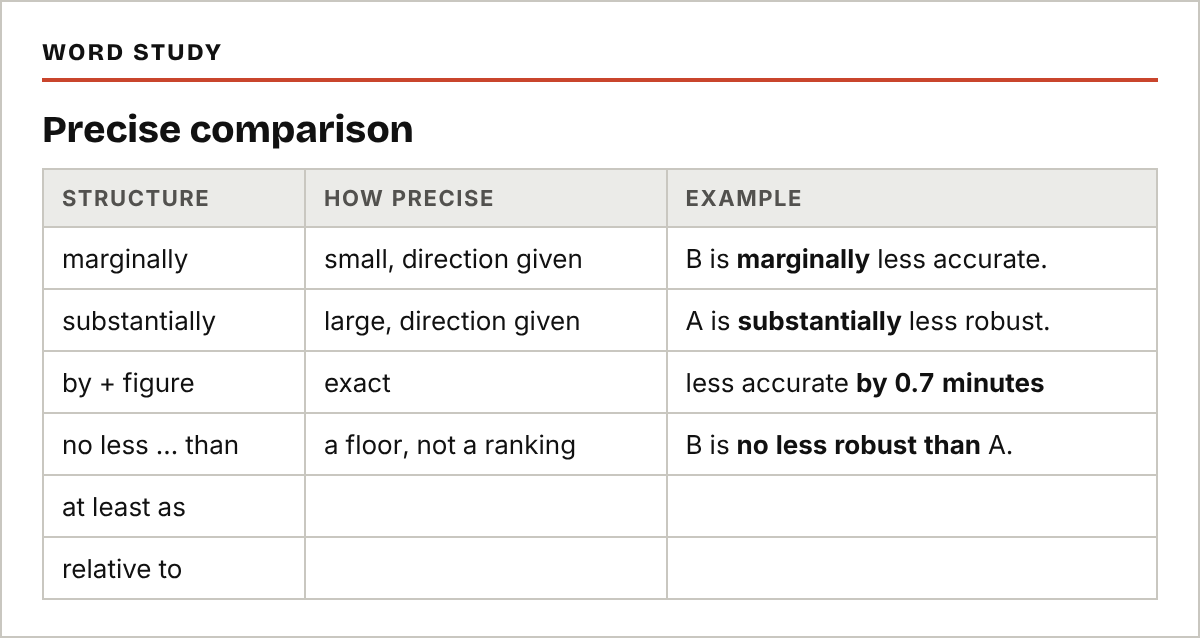 WORD STUDY
Precise comparison
STRUCTURE HOW PRECISE EXAMPLE
marginally small, direction given B is marginally less accurate.
substantially large, direction given A is substantially less robust.
by + figure exact less accurate by 0.7 minutes
no less ... than a floor, not a ranking B is no less robust than A.
at least as
relative to